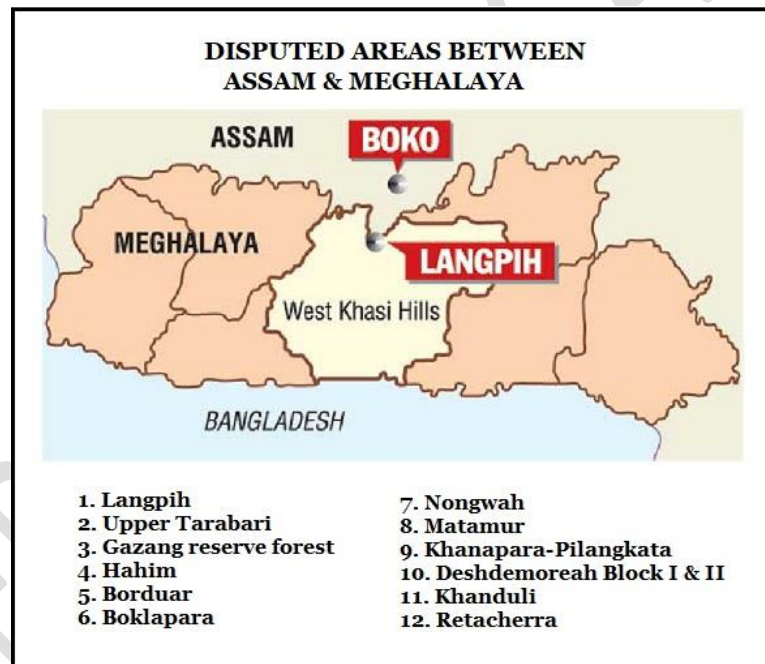 DISPUTED AREAS BETWEEN
ASSAM & MEGHALAYA
ASSAM
BOKO
MEGHALAYA
LANGPIH
West Khasi Hills
BANGLADESH
1. Langpih
2. Upper Tarabari
3. Gazang reserve forest
4. Hahim
5. Borduar
6. Boklapara
7. Nongwah
8. Matamur
9. Khanapara-Pilangkata
10. Deshdemoreah Block I & II
11. Khanduli
12. Retacherra